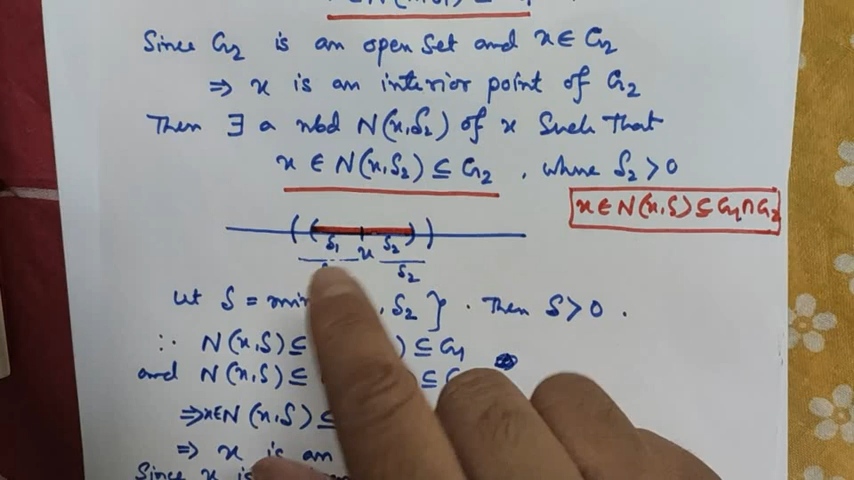 Since G2 is an open set and x ∈ G2
⇒ x is an interior point of G2
Then ∃ a nbd N(x,δ2) of x Such That
x ∈ N(x,δ2) ⊆ G2 , where δ2 > 0
x ∈ N(x,δ) ⊆ G1 ∩ G2
( ( δ1 x δ2 ) )
δ2
Let δ = min , δ2 } . Then δ > 0 .
∴ N(x,δ) ⊆ ) ⊆ G1
and N(x,δ) ⊆ ⊆ G
⇒ x ∈ N(x,δ) ⊆
⇒ x is an
Since x is